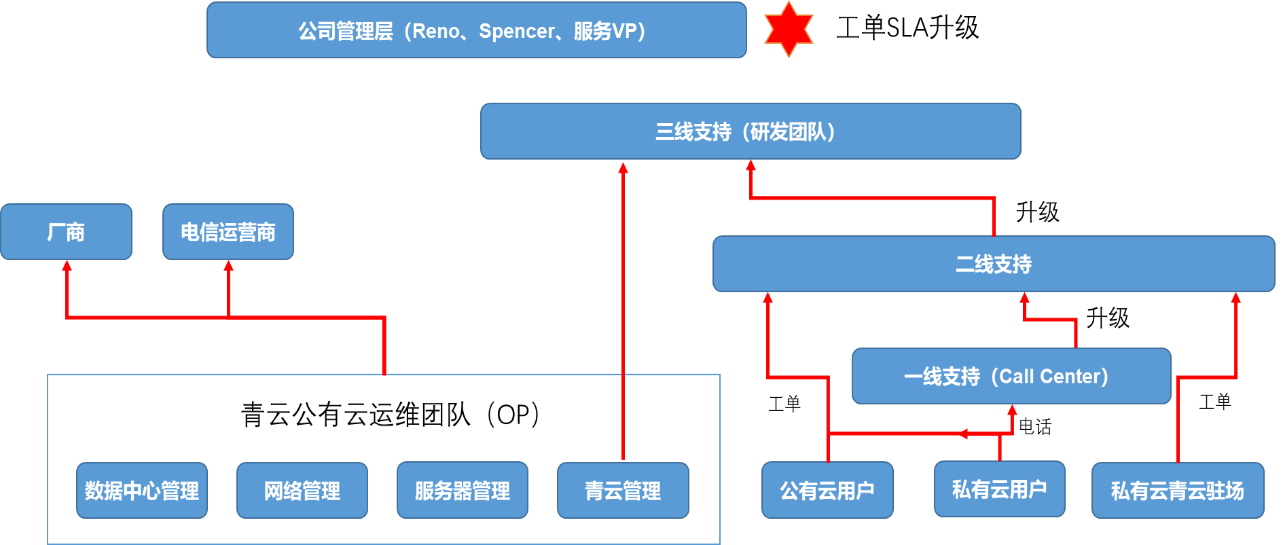 公司管理层（Reno、Spencer、服务VP）
工单SLA升级
三线支持（研发团队）
厂商
电信运营商
升级
二线支持
升级
一线支持（Call Center）
工单
工单
电话
青云公有云运维团队（OP）
数据中心管理
网络管理
服务器管理
青云管理
公有云用户
私有云用户
私有云青云驻场